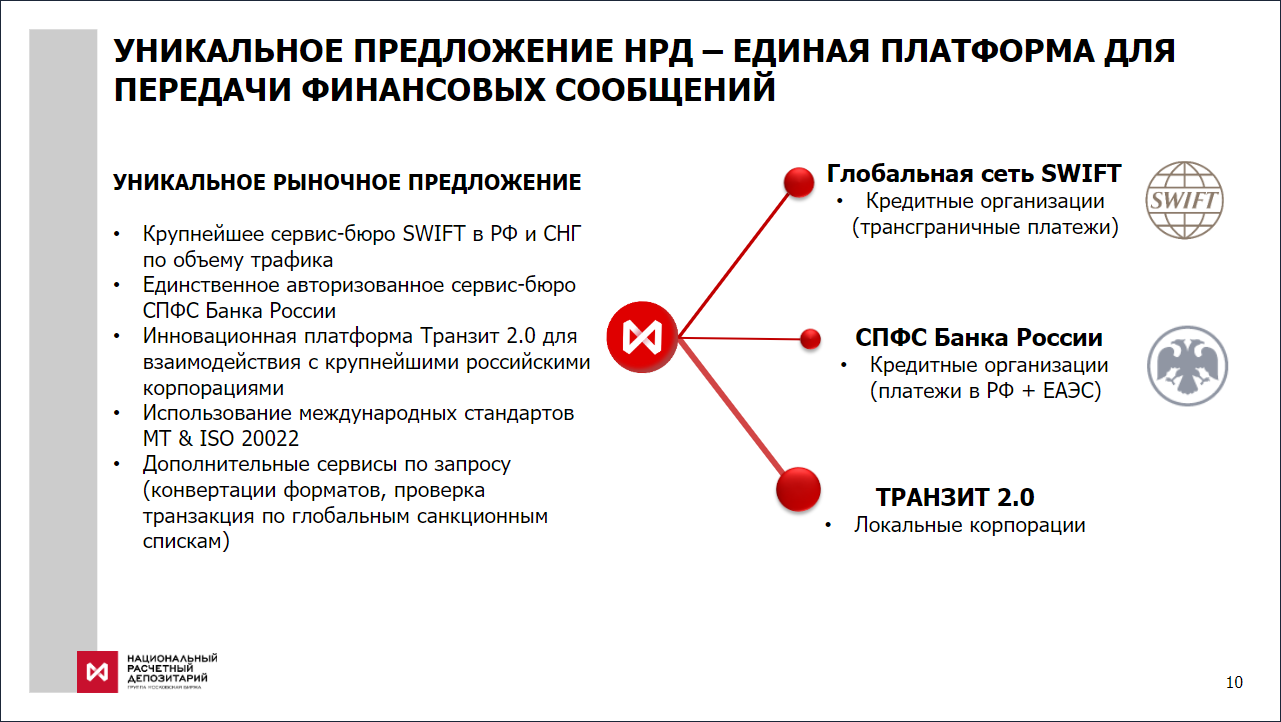 УНИКАЛЬНОЕ ПРЕДЛОЖЕНИЕ НРД – ЕДИНАЯ ПЛАТФОРМА ДЛЯ
ПЕРЕДАЧИ ФИНАНСОВЫХ СООБЩЕНИЙ
УНИКАЛЬНОЕ РЫНОЧНОЕ ПРЕДЛОЖЕНИЕ
• Крупнейшее сервис-бюро SWIFT в РФ и СНГ
по объему трафика
• Единственное авторизованное сервис-бюро
СПФС Банка России
• Инновационная платформа Транзит 2.0 для
взаимодействия с крупнейшими российскими
корпорациями
• Использование международных стандартов
МТ & ISO 20022
• Дополнительные сервисы по запросу
(конвертации форматов, проверка
транзакция по глобальным санкционным
спискам)
Глобальная сеть SWIFT
• Кредитные организации
(трансграничные платежи)
SWIFT
СПФС Банка России
• Кредитные организации
(платежи в РФ + ЕАЭС)
ТРАНЗИТ 2.0
• Локальные корпорации
НАЦИОНАЛЬНЫЙ
РАСЧЕТНЫЙ
ДЕПОЗИТАРИЙ
ГРУППА МОСКОВСКАЯ БИРЖА
10